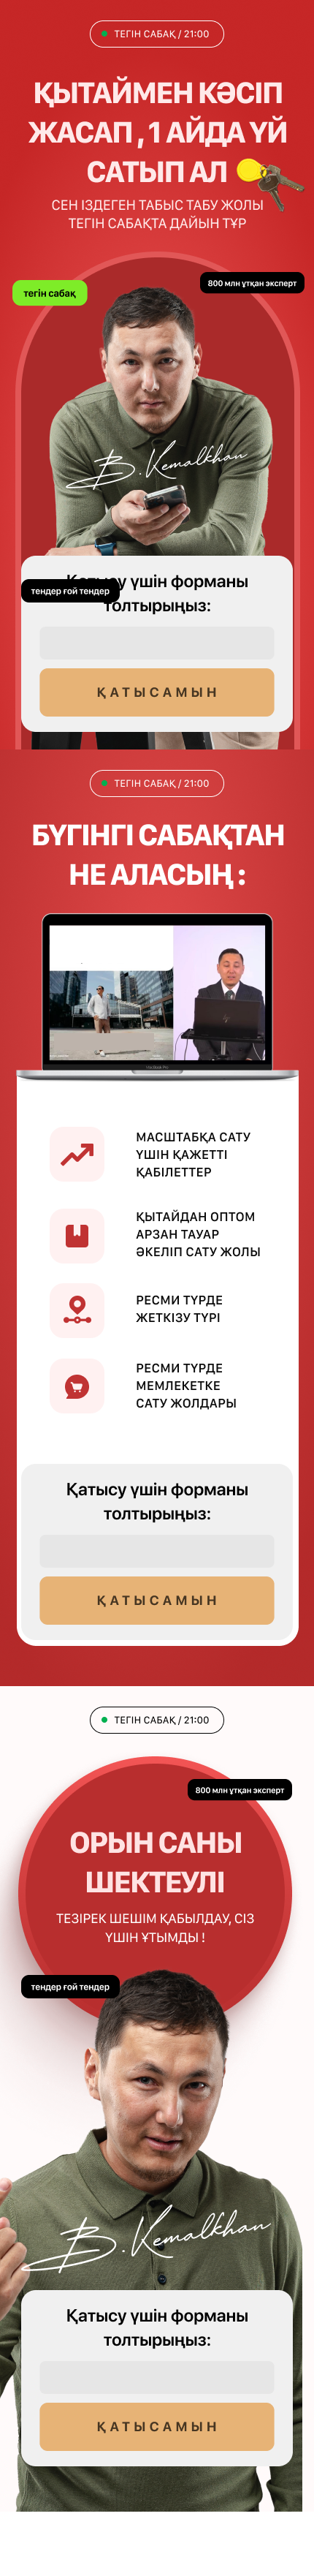 ТЕГІН САБАҚ / 21:00
ҚЫТАЙМЕН КӘСІП
ЖАСАП , 1 АЙДА ҮЙ
САТЫП АЛ
СЕН ІЗДЕГЕН ТАБЫС ТАБУ ЖОЛЫ
ТЕГІН САБАҚТА ДАЙЫН ТҰР
800 млн ұтқан эксперт
тегін сабақ
B. Kemalkhan
үшін форманы
тендер ғой тендер
толтырыңыз:
ҚАТЫСАМЫН
ТЕГІН САБАҚ / 21:00
БҮГІНГІ САБАҚТАН
НЕ АЛАСЫҢ :
MacBook Pro
МАСШТАБҚА САТУ
ҮШІН ҚАЖЕТТІ
ҚАБІЛЕТТЕР
ҚЫТАЙДАН ОПТОМ
АРЗАН ТАУАР
ӘКЕЛІП САТУ ЖОЛЫ
РЕСМИ ТҮРДЕ
ЖЕТКІЗУ ТҮРІ
РЕСМИ ТҮРДЕ
МЕМЛЕКЕТКЕ
САТУ ЖОЛДАРЫ
Қатысу үшін форманы
толтырыңыз:
ҚАТЫСАМЫН
ТЕГІН САБАҚ / 21:00
800 млн ұтқан эксперт
ОРЫН САНЫ
ШЕКТЕУЛІ
ТЕЗІРЕК ШЕШІМ ҚАБЫЛДАУ, СІЗ
ҮШІН ҰТЫМДЫ !
тендер ғой тендер
B. Kemalkhan
Қатысу үшін форманы
толтырыңыз:
ҚАТЫСАМЫН